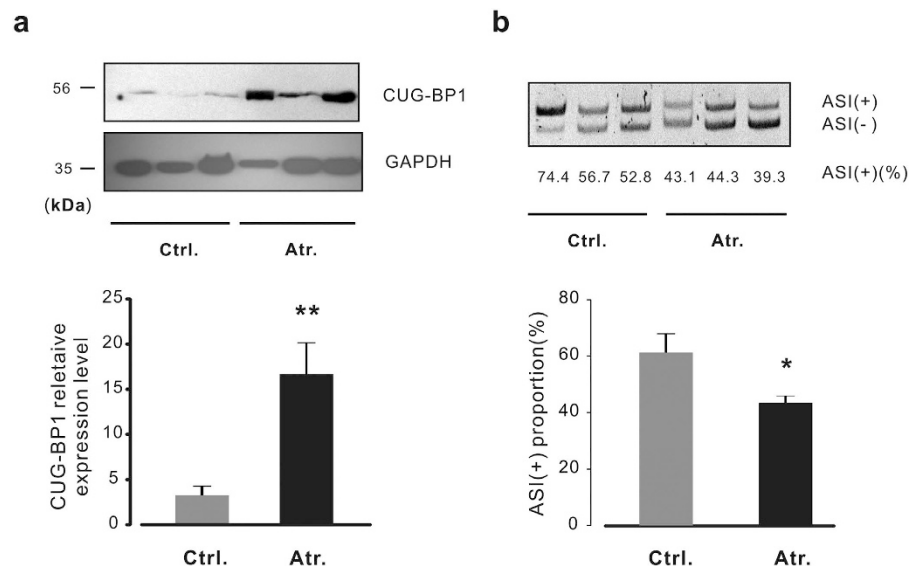 a
56
CUG-BP1
35
GAPDH
(kDa)
Ctrl. Atr.
25
20
15
10
5
0
CUG-BP1 reletaive
expression level
**
Ctrl. Atr.
b
ASI(+)
ASI(-)
74.4 56.7 52.8 43.1 44.3 39.3 ASI(+)(%)
Ctrl. Atr.
80
60
40
20
0
ASI(+) proportion(%)
*
Ctrl. Atr.